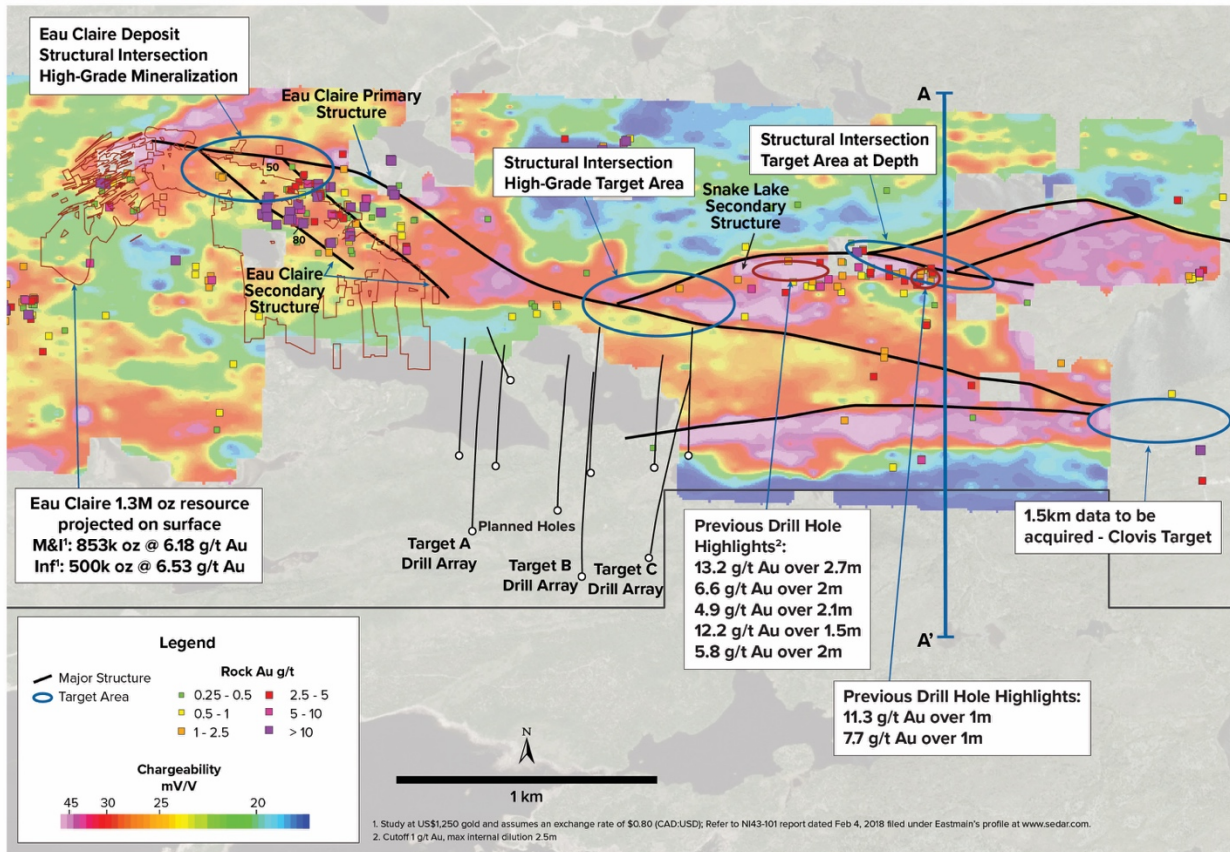 Eau Claire Deposit
Structural Intersection
High-Grade Mineralization
Eau Claire Primary
Structure
50
80
Eau Claire
Secondary
Structure
Structural Intersection
High-Grade Target Area
Snake Lake
Secondary
Structure
Structural Intersection
Target Area at Depth
A
A'
Eau Claire 1.3M oz resource
projected on surface
M&I¹: 853k oz @ 6.18 g/t Au
Inf¹: 500k oz @ 6.53 g/t Au
Planned Holes
Target A
Drill Array
Target B
Drill Array
Target C
Drill Array
Previous Drill Hole
Highlights²:
13.2 g/t Au over 2.7m
6.6 g/t Au over 2m
4.9 g/t Au over 2.1m
12.2 g/t Au over 1.5m
5.8 g/t Au over 2m
1.5km data to be
acquired - Clovis Target
Previous Drill Hole Highlights:
11.3 g/t Au over 1m
7.7 g/t Au over 1m
Legend
Major Structure
Target Area
Rock Au g/t
0.25 - 0.5
0.5 - 1
1 - 2.5
2.5 - 5
5 - 10
> 10
Chargeability
mV/V
45 30 25 20
N
1 km
1. Study at US$1,250 gold and assumes an exchange rate of $0.80 (CAD:USD); Refer to NI43-101 report dated Feb 4, 2018 filed under Eastmain's profile at www.sedar.com.
2. Cutoff 1 g/t Au, max internal dilution 2.5m